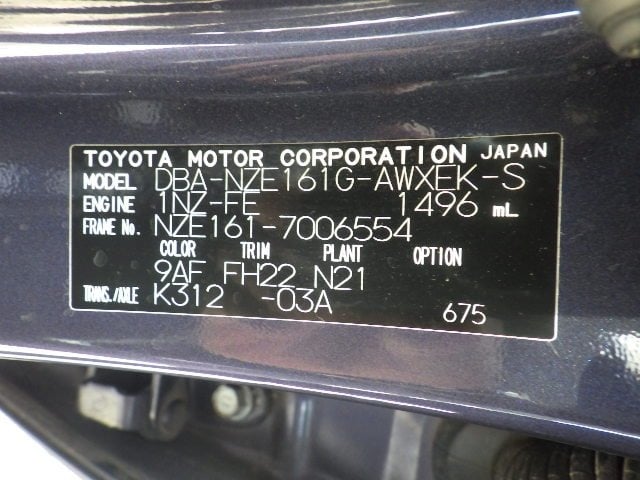 TOYOTA MOTOR CORPORATION JAPAN
MODEL DBA-NZE161G-AWXEK-S
ENGINE 1NZ-FE 1496 mL
FRAME No. NZE161-7006554
COLOR TRIM PLANT OPTION
9AF FH22 N21
TRANS./AXLE K312 -03A 675